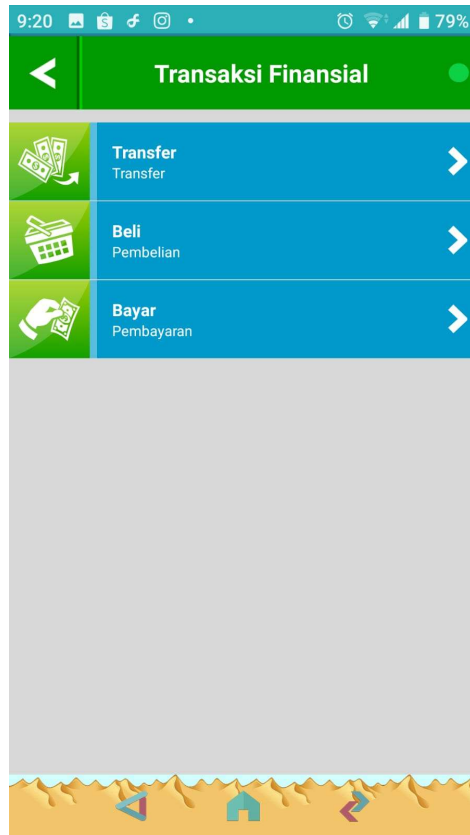 9:20
79%
Transaksi Finansial
Transfer
Transfer
Beli
Pembelian
Bayar
Pembayaran